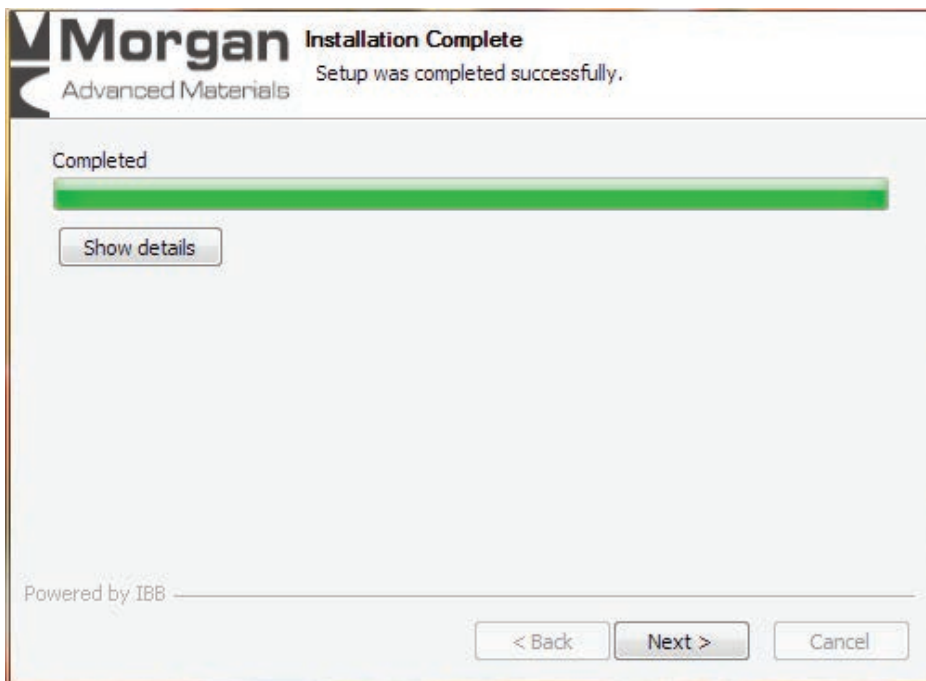 Morgan
Advanced Materials
Installation Complete
Setup was completed successfully.
Completed
Show details
Powered by IBB
< Back
Next >
Cancel